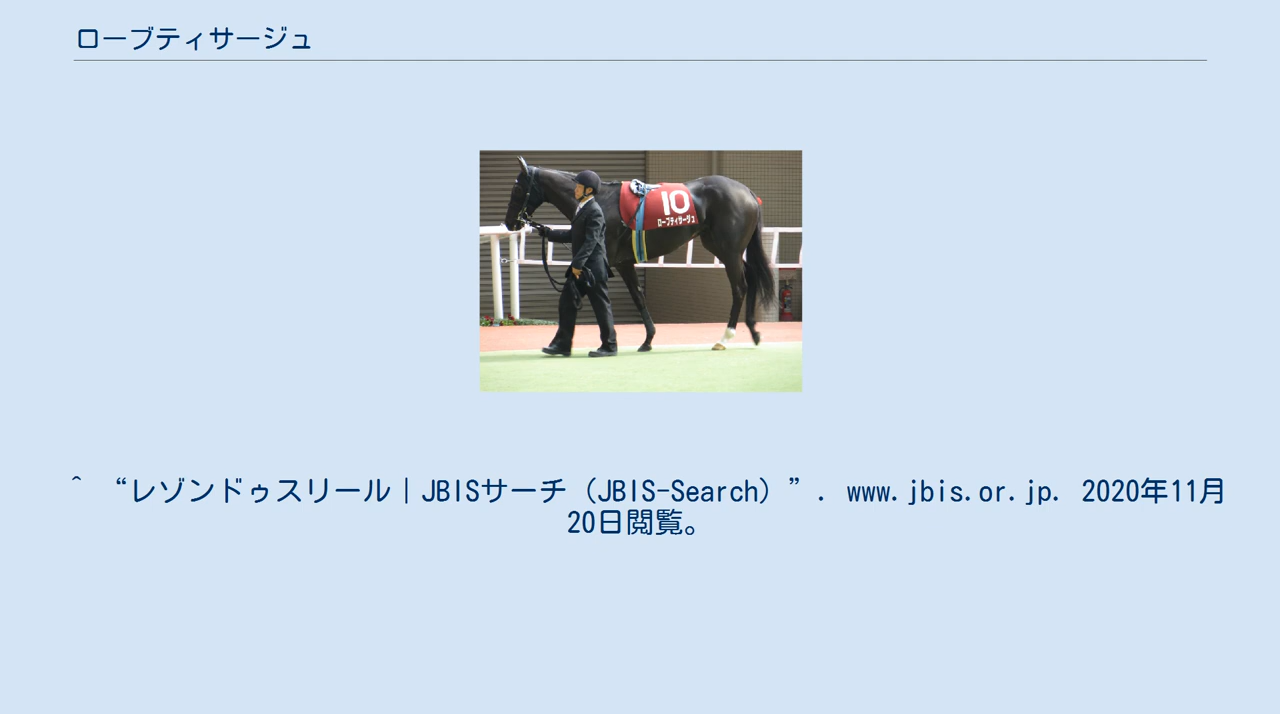 ローブティサージュ
10
ローブティサージュ
^ “レゾンドゥスリール｜JBISサーチ（JBIS-Search）”. www.jbis.or.jp. 2020年11月
20日閲覧。